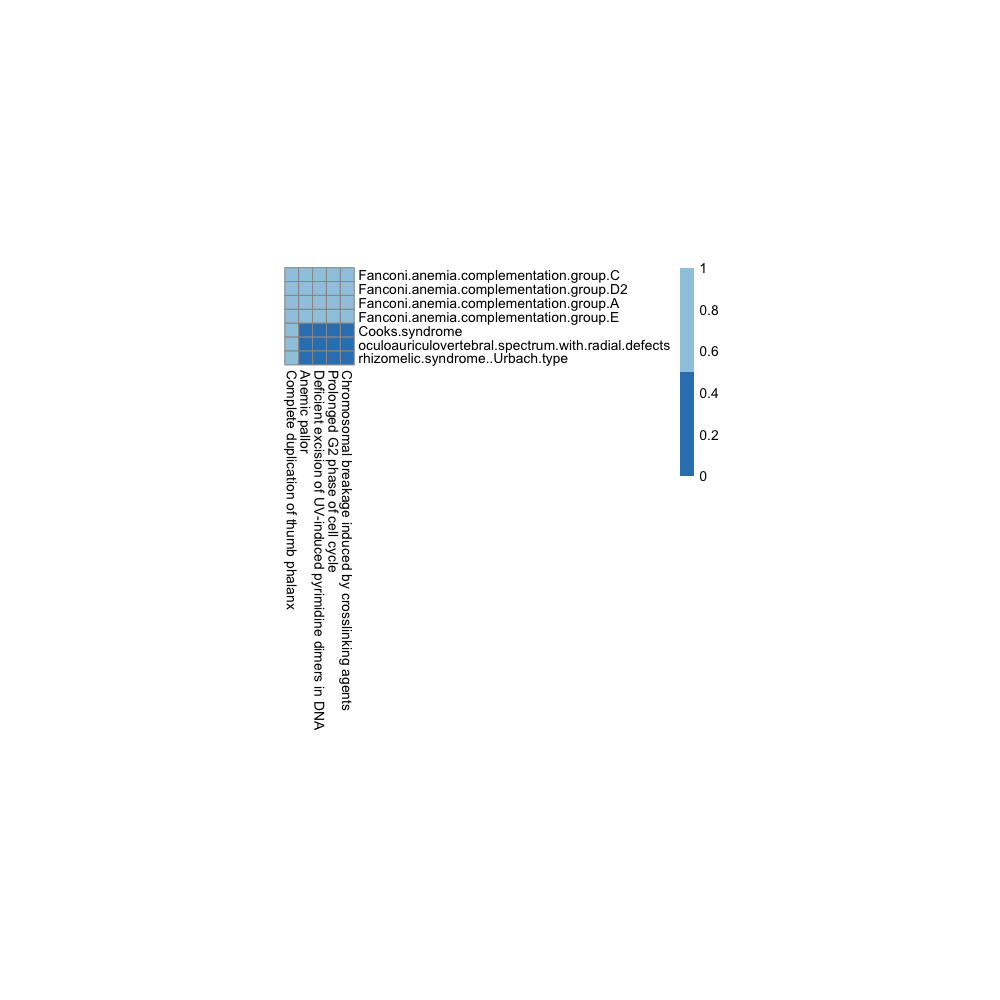 Fanconi.anemia.complementation.group.C
Fanconi.anemia.complementation.group.D2
Fanconi.anemia.complementation.group.A
Fanconi.anemia.complementation.group.E
Cooks.syndrome
oculoauriculovertebral.spectrum.with.radial.defects
rhizomelic.syndrome..Urbach.type
Complete duplication of thumb phalanx
Anemic pallor
Deficient excision of UV-induced pyrimidine dimers in DNA
Prolonged G2 phase of cell cycle
Chromosomal breakage induced by crosslinking agents
1
0.8
0.6
0.4
0.2
0